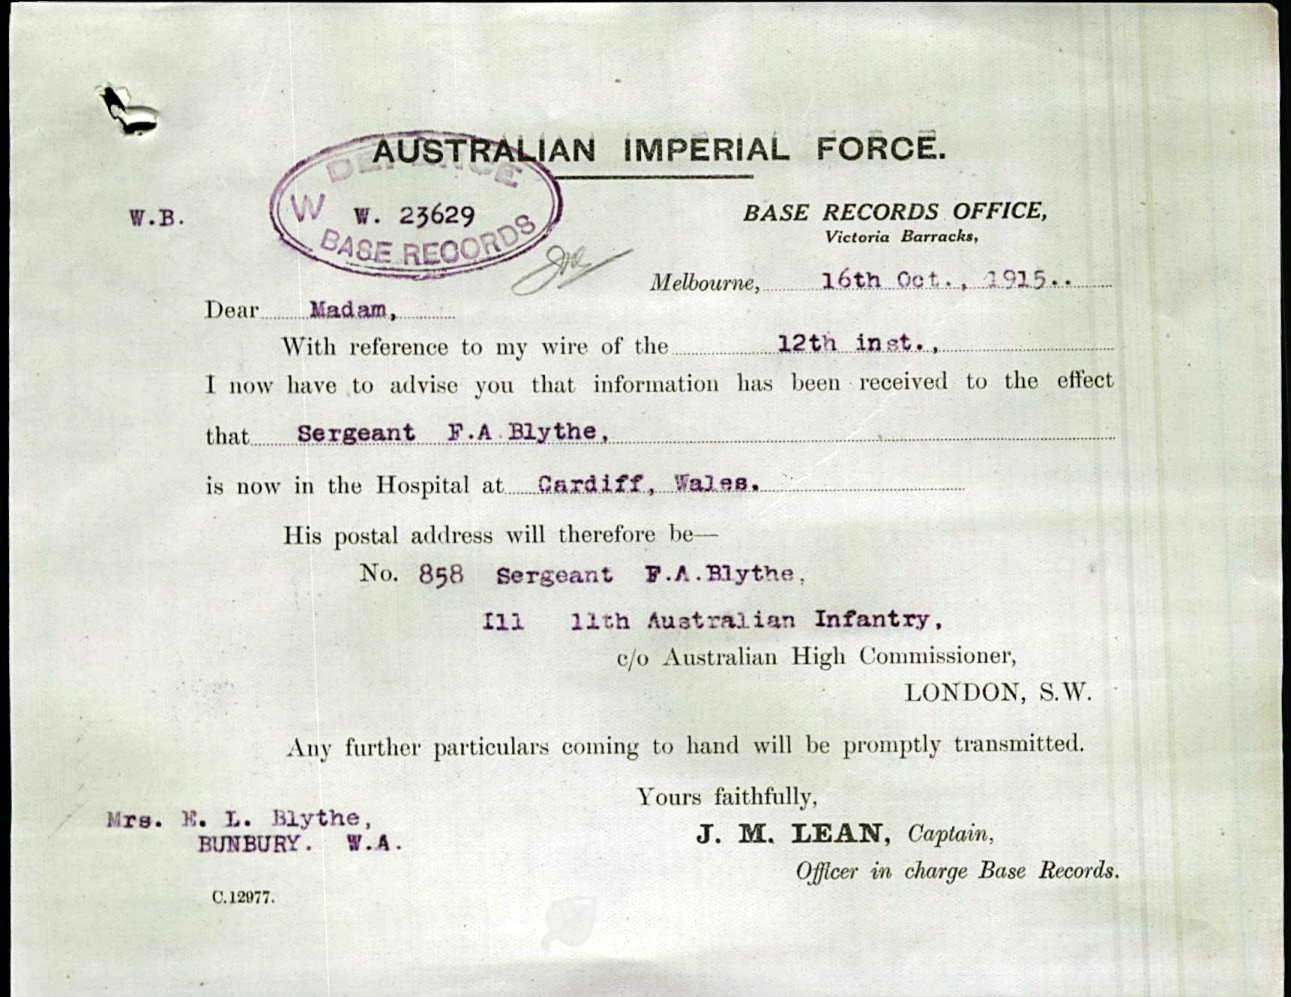 AUSTRALIAN IMPERIAL FORCE.
DEFENCE
W W. 23629
BASE RECORDS
W.B.
BASE RECORDS OFFICE,
Victoria Barracks,
Melbourne, 16th Oct., 1915..
Dear Madam,
With reference to my wire of the 12th inst.,
I now have to advise you that information has been received to the effect
that Sergeant F.A.Blythe,
is now in the Hospital at Cardiff, Wales.
His postal address will therefore be—
No. 858 Sergeant F.A.Blythe,
Ill 11th Australian Infantry,
c/o Australian High Commissioner,
LONDON, S.W.
Any further particulars coming to hand will be promptly transmitted.
Yours faithfully,
J. M. LEAN, Captain,
Officer in charge Base Records.
Mrs. E. L. Blythe,
BUNBURY. W.A.
C.12977.